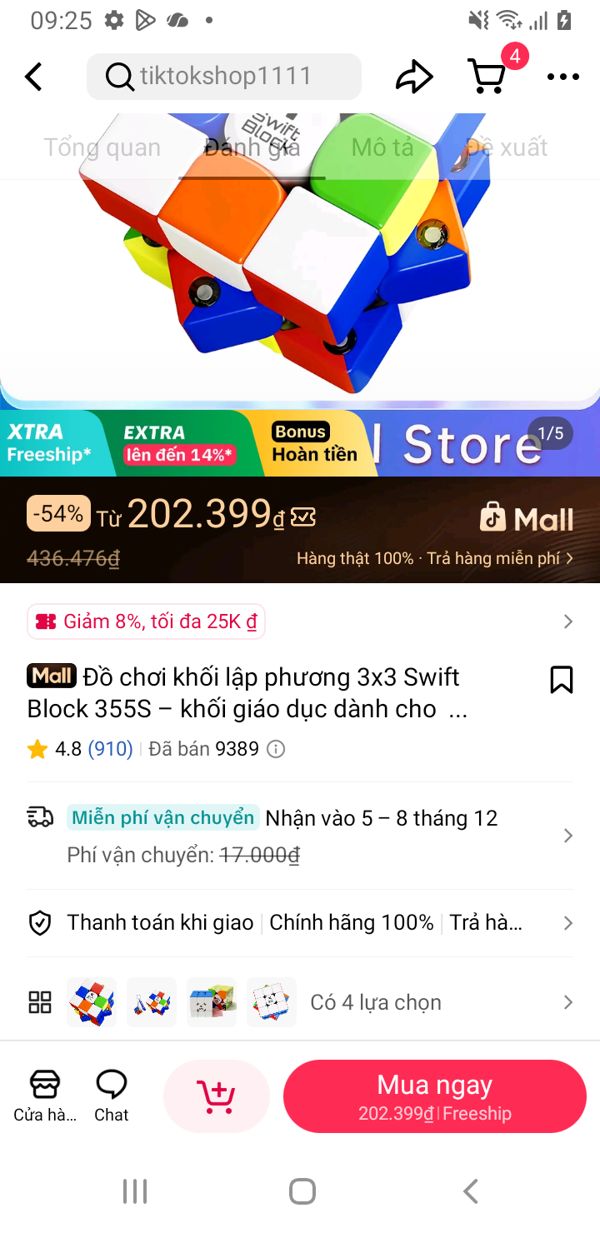 09:25
4
tiktokshop1111
Swift
Block
Tổng quan Đánh giá Mô tả Đề xuất
XTRA
Freeship*
EXTRA
lên đến 14%*
Bonus
Hoàn tiền
l Store
1/5
-54% Từ 202.399₫
Mall
436.476₫
Hàng thật 100% · Trả hàng miễn phí
Giảm 8%, tối đa 25K ₫
Mall Đồ chơi khối lập phương 3x3 Swift
Block 355S – khối giáo dục dành cho ...
4.8 (910) Đã bán 9389
Miễn phí vận chuyển Nhận vào 5 – 8 tháng 12
Phí vận chuyển: 17.000₫
Thanh toán khi giao Chính hãng 100% Trả hà...
Có 4 lựa chọn
Cửa hà...
Chat
Mua ngay
202.399₫ Freeship